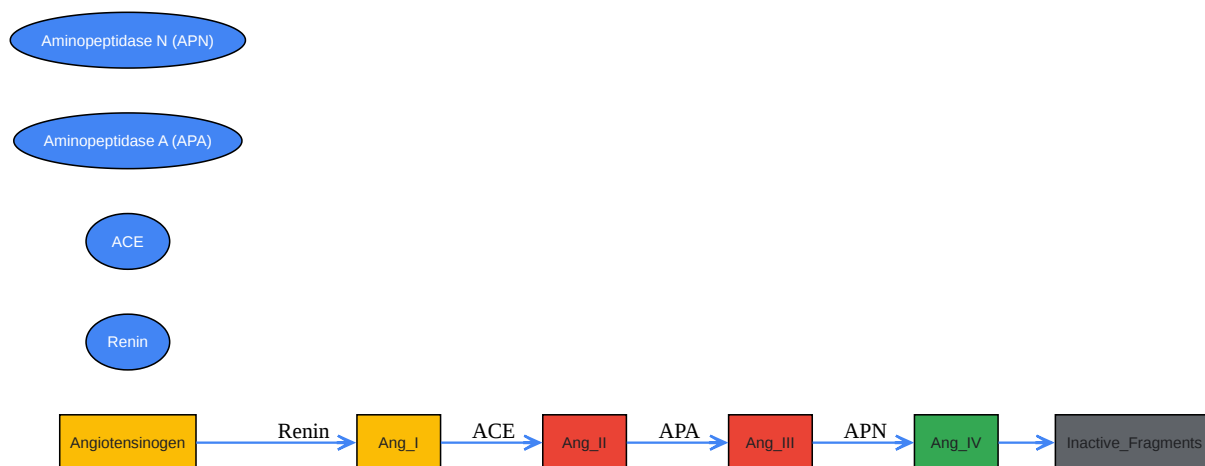 Aminopeptidase N (APN)
Aminopeptidase A (APA)
ACE
Renin
Angiotensinogen
Renin
Ang_I
ACE
Ang_II
APA
Ang_III
APN
Ang_IV
Inactive_Fragments